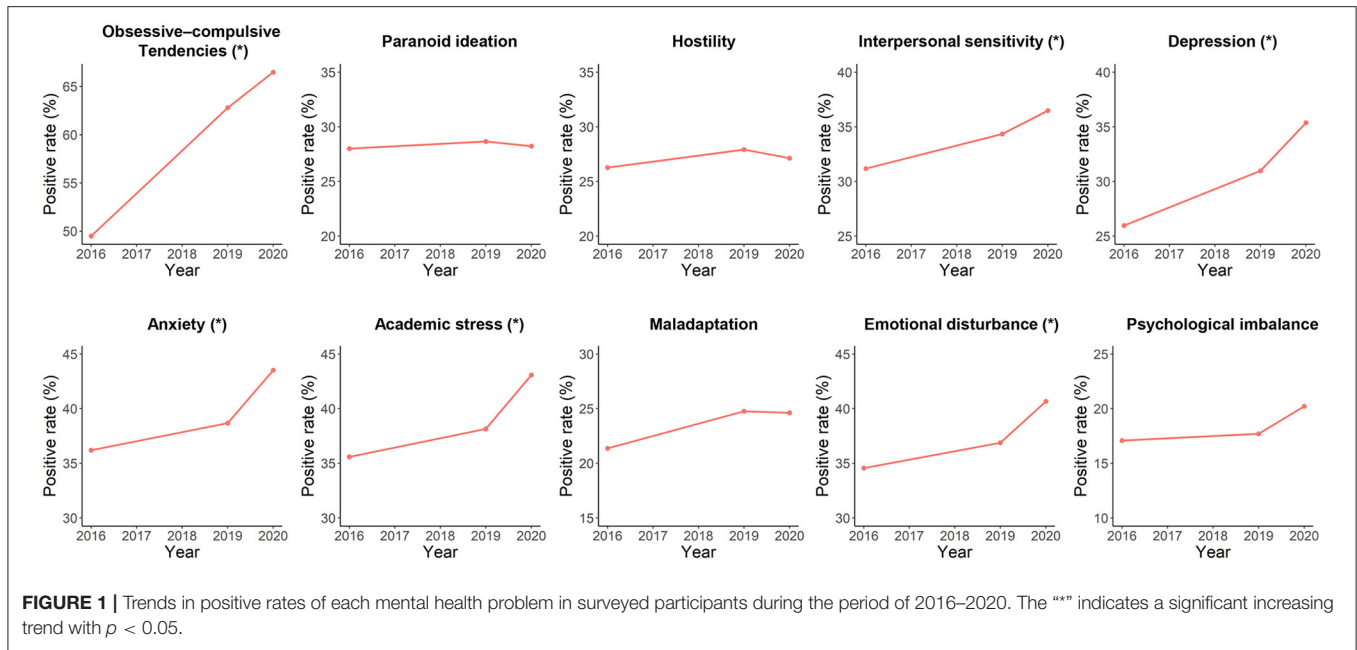 Obsessive–compulsive
Tendencies (*)
Positive rate (%)
65
60
55
50
2016 2017 2018 2019 2020
Year
Paranoid ideation
Positive rate (%)
35
30
25
20
2016 2017 2018 2019 2020
Year
Hostility
Positive rate (%)
35
30
25
20
2016 2017 2018 2019 2020
Year
Interpersonal sensitivity (*)
Positive rate (%)
40
35
30
25
2016 2017 2018 2019 2020
Year
Depression (*)
Positive rate (%)
40
35
30
25
2016 2017 2018 2019 2020
Year
Anxiety (*)
Positive rate (%)
45
40
35
30
2016 2017 2018 2019 2020
Year
Academic stress (*)
Positive rate (%)
45
40
35
30
2016 2017 2018 2019 2020
Year
Maladaptation
Positive rate (%)
30
25
20
15
2016 2017 2018 2019 2020
Year
Emotional disturbance (*)
Positive rate (%)
45
40
35
30
2016 2017 2018 2019 2020
Year
Psychological imbalance
Positive rate (%)
25
20
15
10
2016 2017 2018 2019 2020
Year
FIGURE 1 | Trends in positive rates of each mental health problem in surveyed participants during the period of 2016–2020. The “*” indicates a significant increasing
trend with p < 0.05.